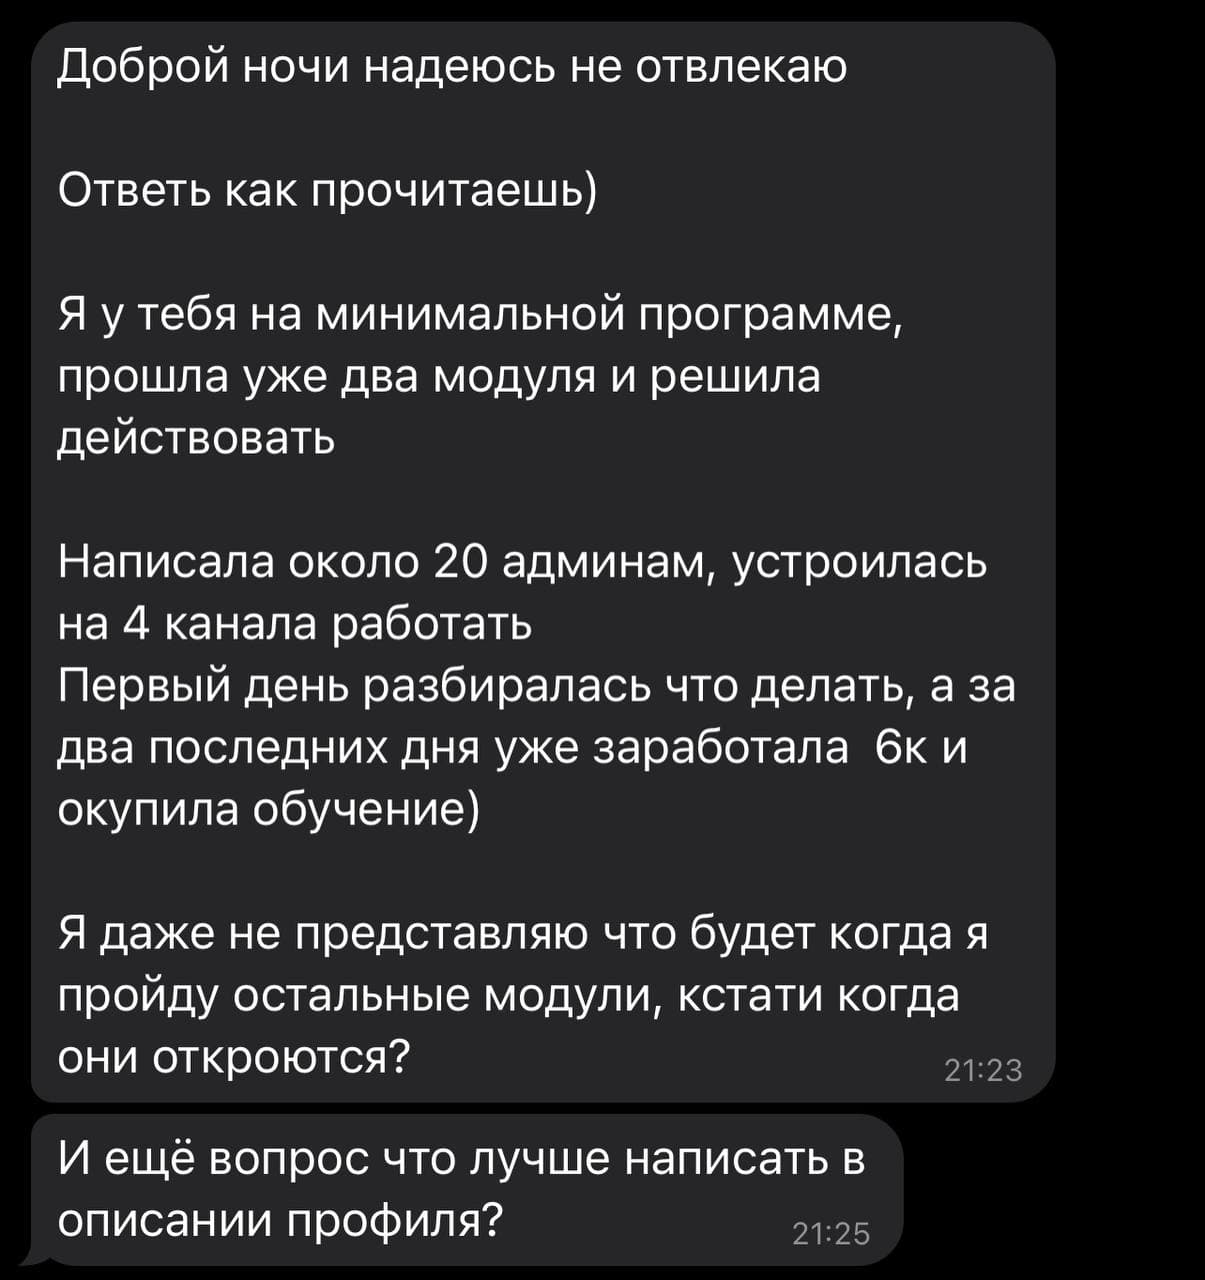 Доброй ночи надеюсь не отвлекаю
Ответь как прочитаешь)
Я у тебя на минимальной программе,
прошла уже два модуля и решила
действовать
Написала около 20 админам, устроилась
на 4 канала работать
Первый день разбиралась что делать, а за
два последних дня уже заработала  6к и
окупила обучение)
Я даже не представляю что будет когда я
пройду остальные модули, кстати когда
они откроются?
21:23
И ещё вопрос что лучше написать в
описании профиля?
21:25